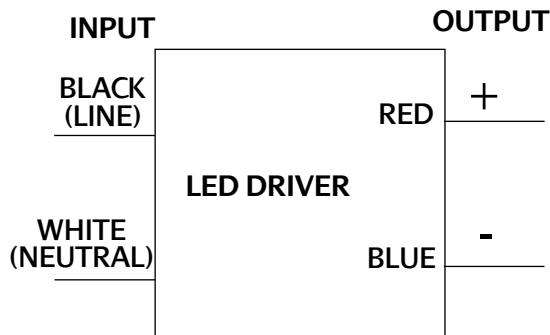 INPUT
OUTPUT
BLACK
(LINE)
RED
+
LED DRIVER
WHITE
(NEUTRAL)
BLUE
-